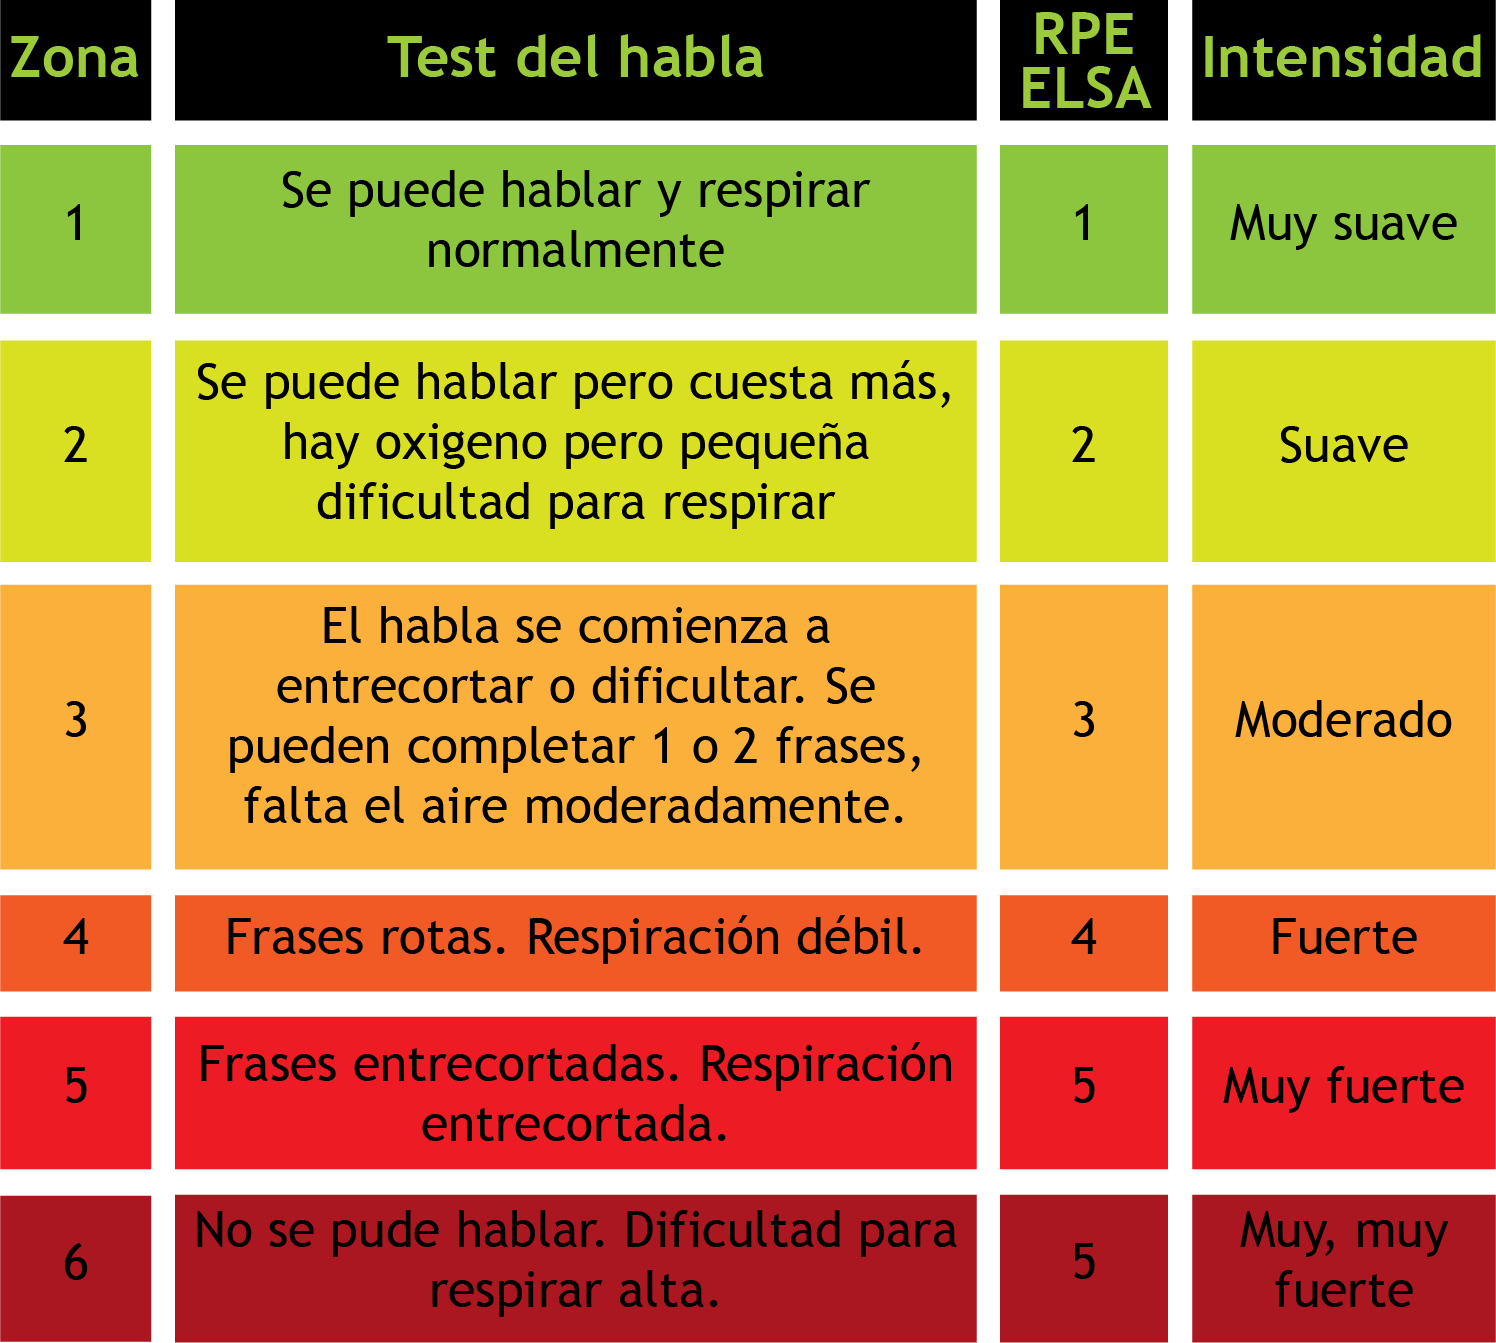 Zona
Test del habla
RPE
ELSA
Intensidad
1
Se puede hablar y respirar
normalmente
1
Muy suave
2
Se puede hablar pero cuesta más,
hay oxigeno pero pequeña
dificultad para respirar
2
Suave
3
El habla se comienza a
entrecortar o dificultar. Se
pueden completar 1 o 2 frases,
falta el aire moderadamente.
3
Moderado
4
Frases rotas. Respiración débil.
4
Fuerte
5
Frases entrecortadas. Respiración
entrecortada.
5
Muy fuerte
6
No se pude hablar. Dificultad para
respirar alta.
5
Muy, muy
fuerte